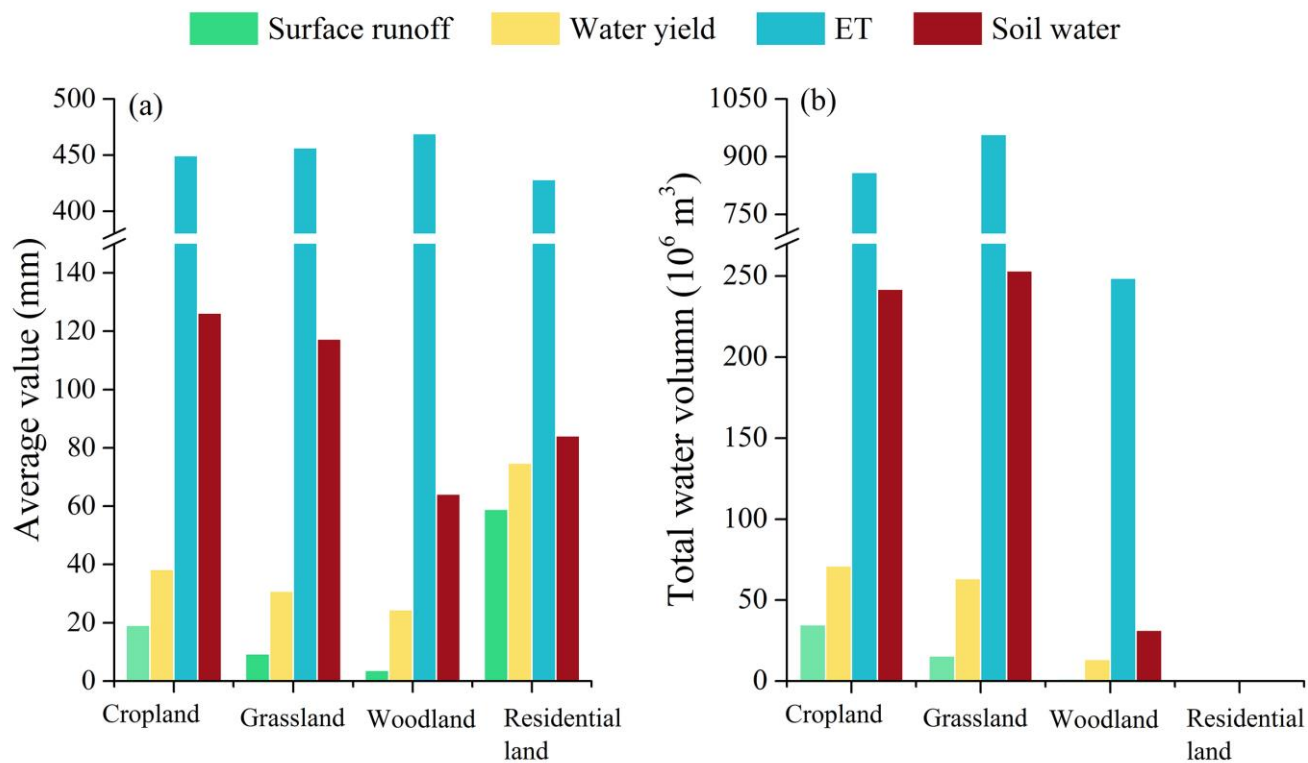 Surface runoff Water yield ET Soil water
(a)
Average value (mm)
500
450
400
140
120
100
80
60
40
20
0
Cropland Grassland Woodland Residential land
(b)
Total water volumn (10⁶ m³)
1050
900
750
250
200
150
100
50
0
Cropland Grassland Woodland Residential land